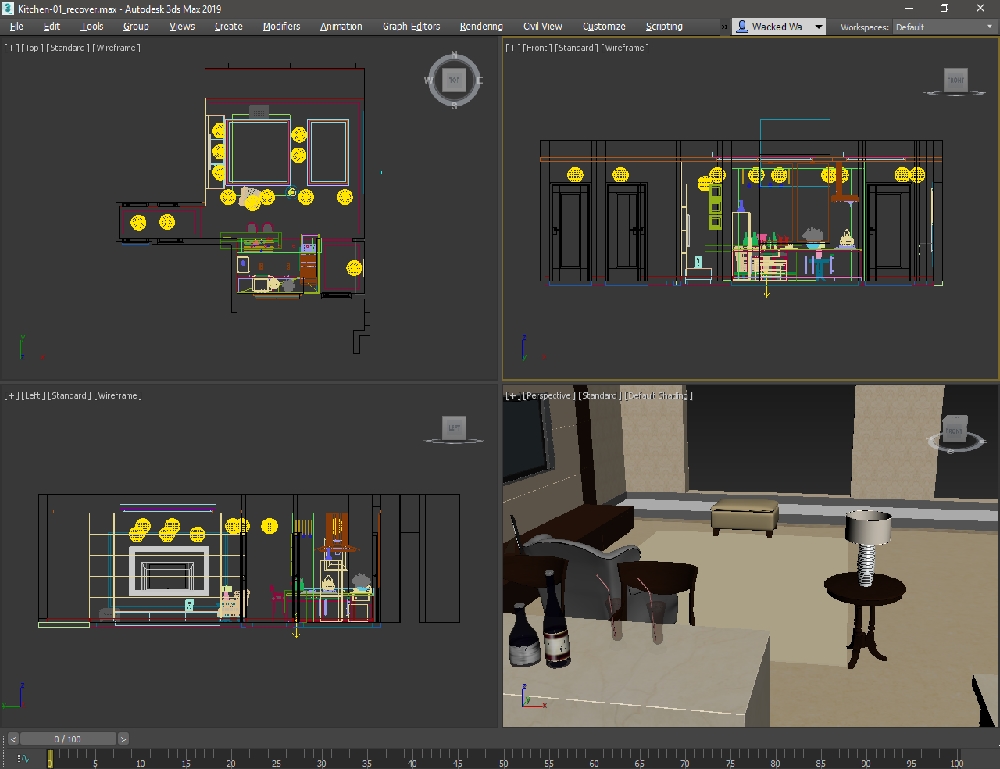 Kitchen-01_recover.max - Autodesk 3ds Max 2019
File Edit Tools Group Views Create Modifiers Animation Graph Editors Rendering Civil View Customize Scripting » Wacked Wa Workspaces: Default
[+] [Top] [Standard] [Wireframe]
N
W TOP E
S
[+] [Front] [Standard] [Wireframe]
FRONT
[+] [Left] [Standard] [Wireframe]
LEFT
[+] [Perspective] [Standard] [Default Shading]
FRONT
z
x
< 0 / 100 >
0 5 10 15 20 25 30 35 40 45 50 55 60 65 70 75 80 85 90 95 100